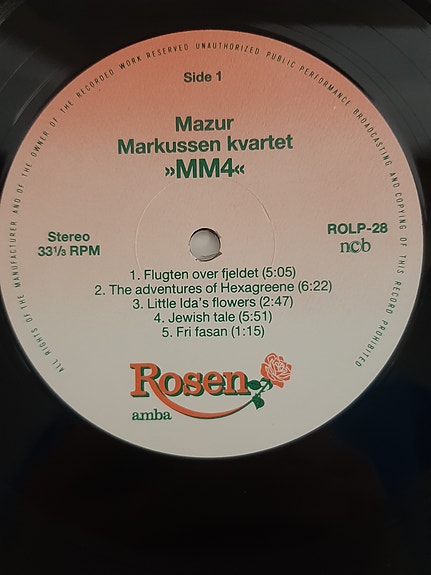 ALL RIGHTS OF THE MANUFACTURER AND OF THE OWNER OF THE RECORDED WORK RESERVED UNAUTHORIZED PUBLIC PERFORMANCE BROADCASTING AND COPYING OF THIS RECORD PROHIBITED
Side 1
Mazur
Markussen kvartet
»MM4«
Stereo
33⅓ RPM
ROLP-28
ncb
1. Flugten over fjeldet (5:05)
2. The adventures of Hexagreene (6:22)
3. Little Ida's flowers (2:47)
4. Jewish tale (5:51)
5. Fri fasan (1:15)
Rosen
amba